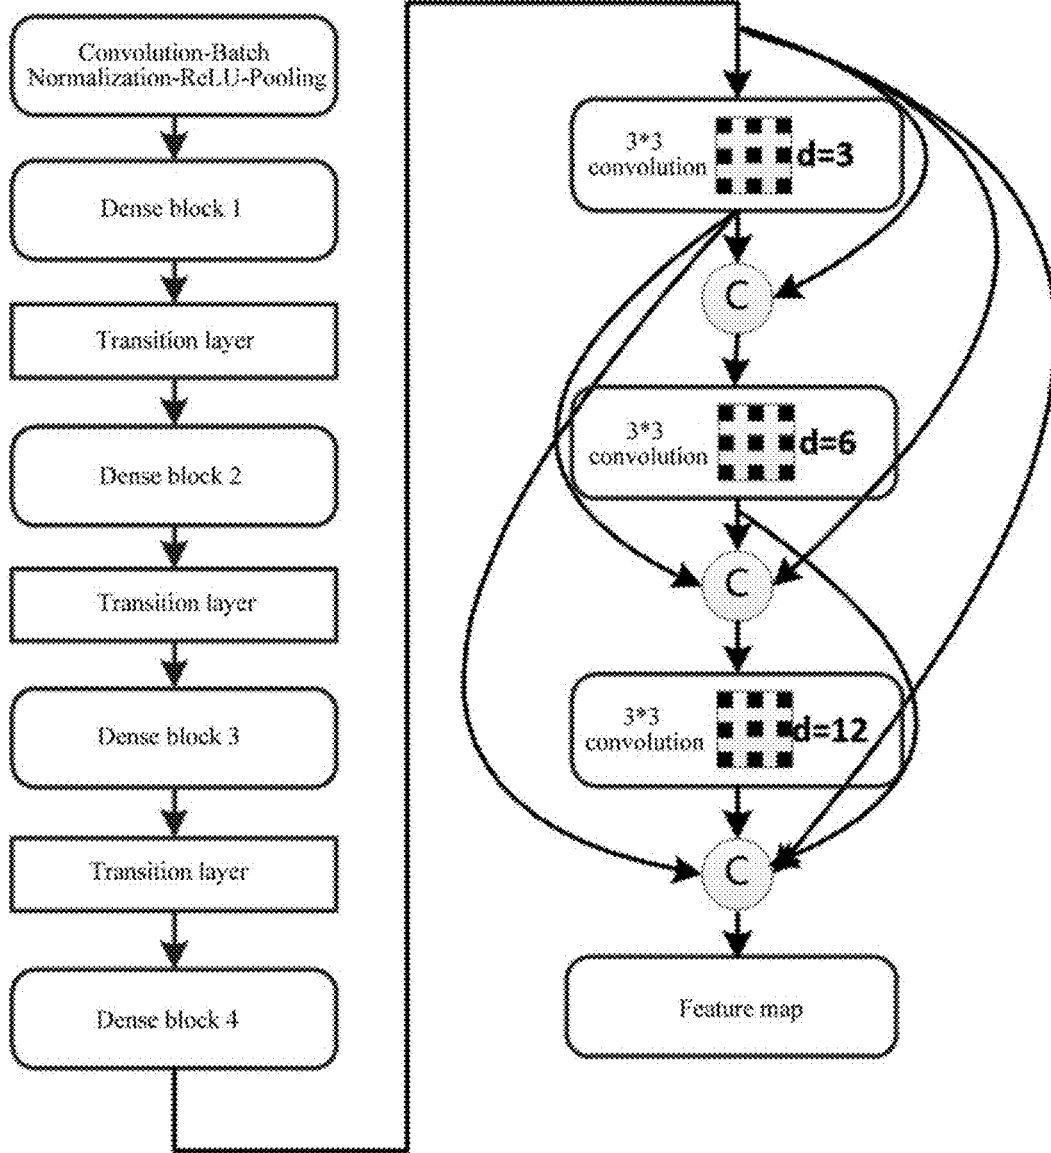 Convolution-Batch
Normalization-ReLU-Pooling
Dense block 1
Transition layer
Dense block 2
Transition layer
Dense block 3
Transition layer
Dense block 4
3*3
convolution
d=3
C
3*3
convolution
d=6
C
3*3
convolution
d=12
C
Feature map